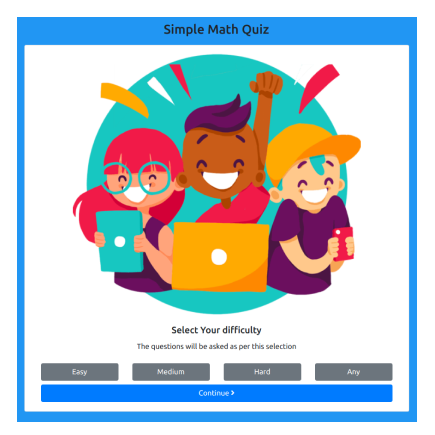 Simple Math Quiz
Select Your difficulty
The questions will be asked as per this selection
Easy Medium Hard Any
Continue >